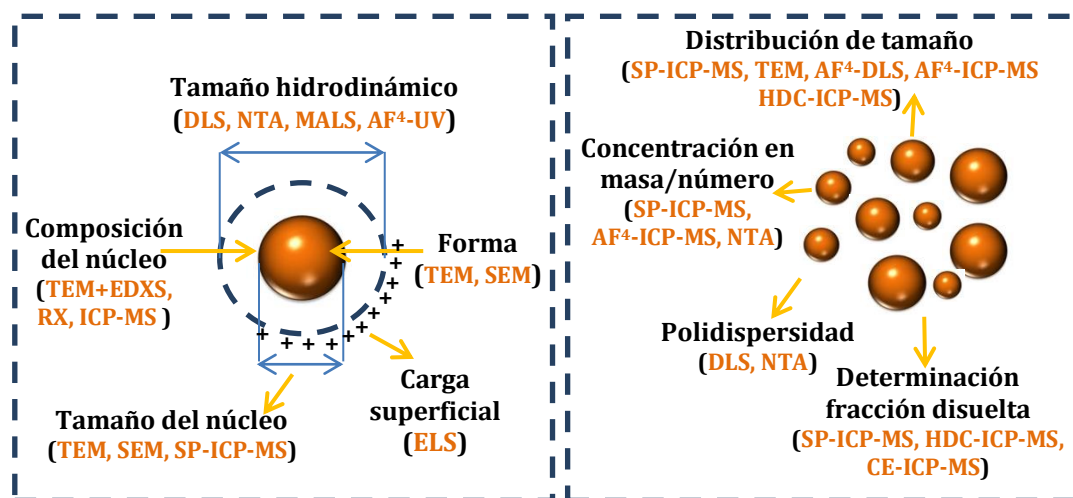 Tamaño hidrodinámico
(DLS, NTA, MALS, AF⁴-UV)
Composición
del núcleo
(TEM+EDXS,
RX, ICP-MS )
Forma
(TEM, SEM)
+
+
+
+
+
+
+
+
+
+
+
+
+
+
Tamaño del núcleo
(TEM, SEM, SP-ICP-MS)
Carga
superficial
(ELS)
Distribución de tamaño
(SP-ICP-MS, TEM, AF⁴-DLS, AF⁴-ICP-MS
HDC-ICP-MS)
Concentración en
masa/número
(SP-ICP-MS,
AF⁴-ICP-MS, NTA)
Polidispersidad
(DLS, NTA)
Determinación
fracción disuelta
(SP-ICP-MS, HDC-ICP-MS,
CE-ICP-MS)